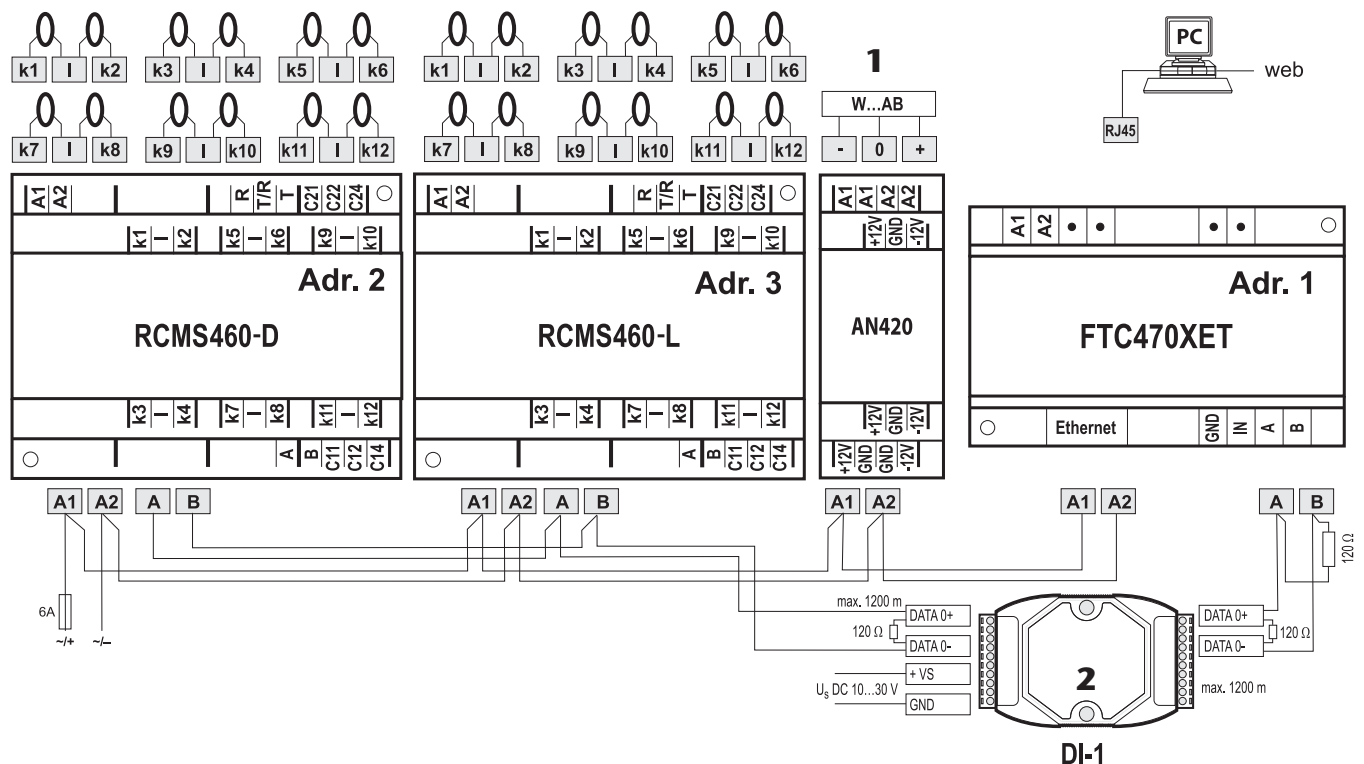 k1 I k2 k3 I k4 k5 I k6 k1 I k2 k3 I k4 k5 I k6
1
PC
web
W...AB
RJ45
k7 I k8 k9 I k10 k11 I k12 k7 I k8 k9 I k10 k11 I k12 - 0 +
A1 A2 R T/R T C21 C22 C24 A1 A2 R T/R T C21 C22 C24 A1 A1 A2 A2
A1 A2
k1 I k2 k5 I k6 k9 I k10 k1 I k2 k5 I k6 k9 I k10 +12V GND -12V
Adr. 2 Adr. 3 Adr. 1
RCMS460-D RCMS460-L AN420 FTC470XET
k3 I k4 k7 I k8 k11 I k12 k3 I k4 k7 I k8 k11 I k12 +12V GND -12V
Ethernet GND IN A B
A B C11 C12 C14 A B C11 C12 C14 +12V GND GND -12V
A1 A2 A B A1 A2 A B A1 A2 A1 A2 A B
120 Ω
6A
~/+ ~/–
max. 1200 m
DATA 0+ DATA 0+
120 Ω 120 Ω
DATA 0- DATA 0-
+ VS
2
max. 1200 m
Us DC 10...30 V
GND
DI-1